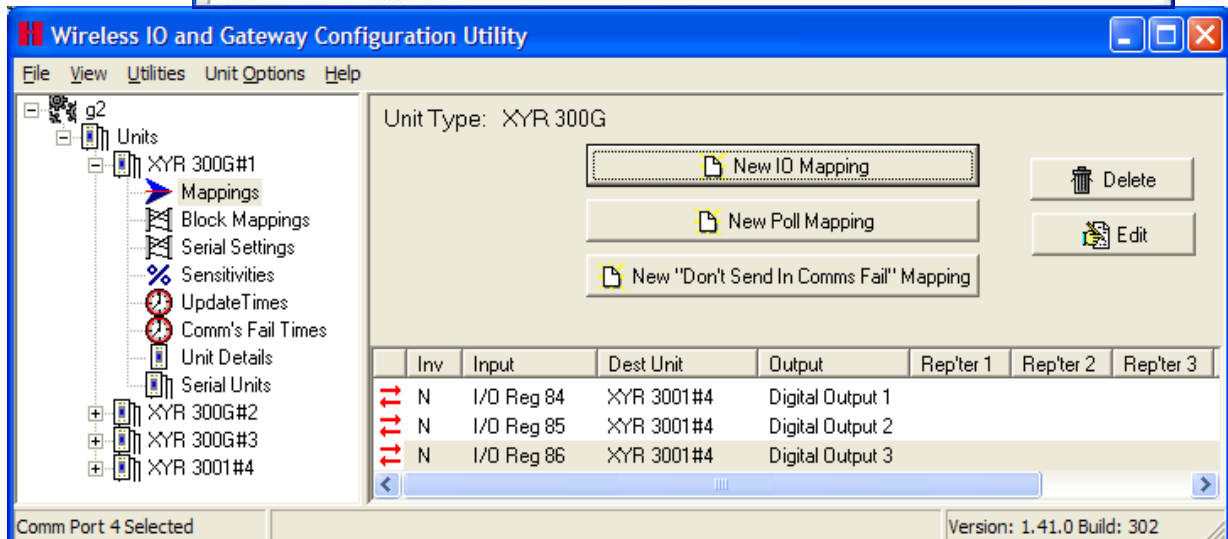 Wireless IO and Gateway Configuration Utility
File View Utilities Unit Options Help
g2
Units
XYR 300G#1
Mappings
Block Mappings
Serial Settings
Sensitivities
UpdateTimes
Comm's Fail Times
Unit Details
Serial Units
XYR 300G#2
XYR 300G#3
XYR 3001#4
Unit Type: XYR 300G
New IO Mapping
New Poll Mapping
New "Don't Send In Comms Fail" Mapping
Delete
Edit
Inv Input Dest Unit Output Rep'ter 1 Rep'ter 2 Rep'ter 3
N I/O Reg 84 XYR 3001#4 Digital Output 1
N I/O Reg 85 XYR 3001#4 Digital Output 2
N I/O Reg 86 XYR 3001#4 Digital Output 3
Comm Port 4 Selected
Version: 1.41.0 Build: 302